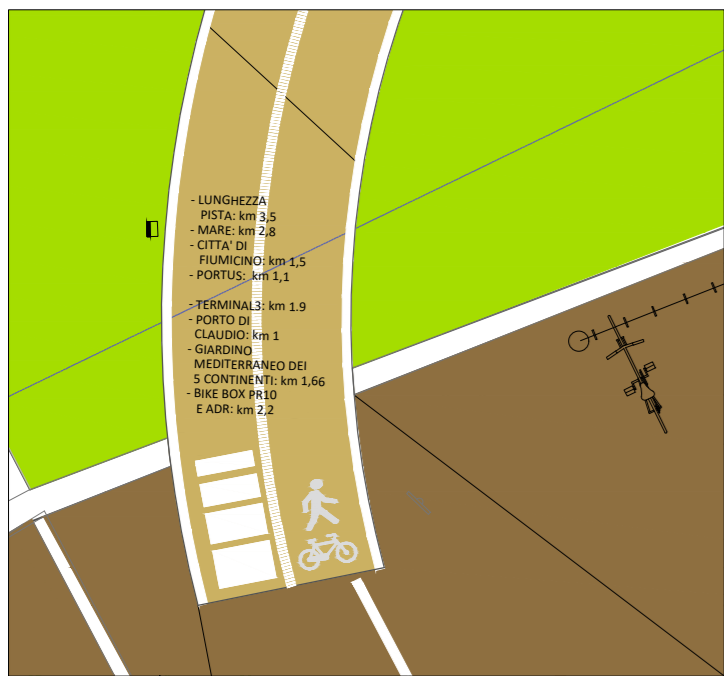 - LUNGHEZZA
PISTA: km 3,5
- MARE: km 2,8
- CITTA' DI
FIUMICINO: km 1,5
- PORTUS: km 1,1
- TERMINAL3: km 1.9
- PORTO DI
CLAUDIO: km 1
- GIARDINO
MEDITERRANEO DEI
5 CONTINENTI: km 1,66
- BIKE BOX PR10
E ADR: km 2,2